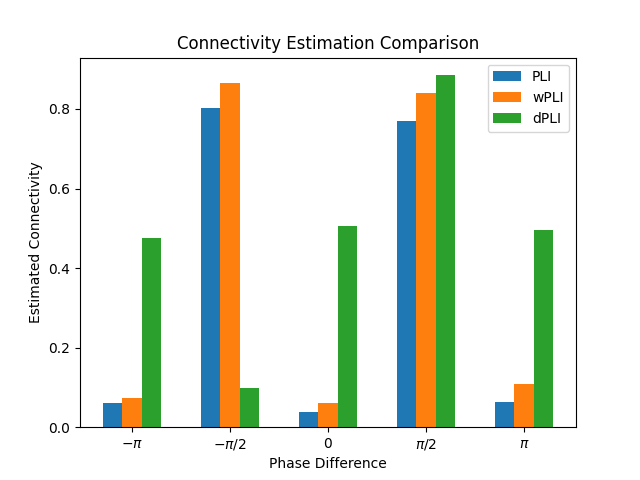 Connectivity Estimation Comparison
PLI
wPLI
dPLI
Estimated Connectivity
0.8
0.6
0.4
0.2
0.0
−π
−π/2
0
π/2
π
Phase Difference